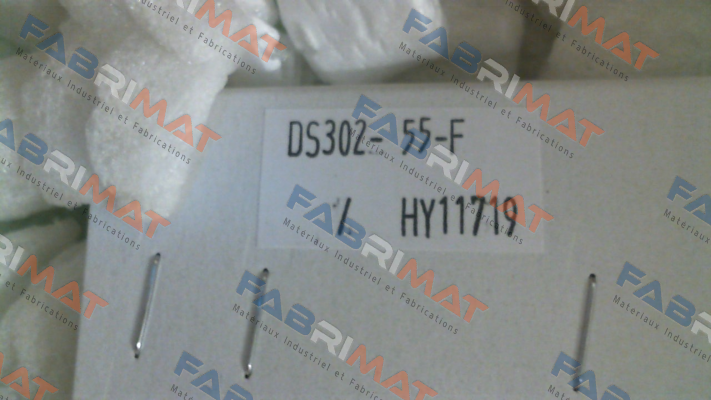 DS302- 55-F
/ HY11719
FABRIMAT
Materiaux Industriel et Fabrications